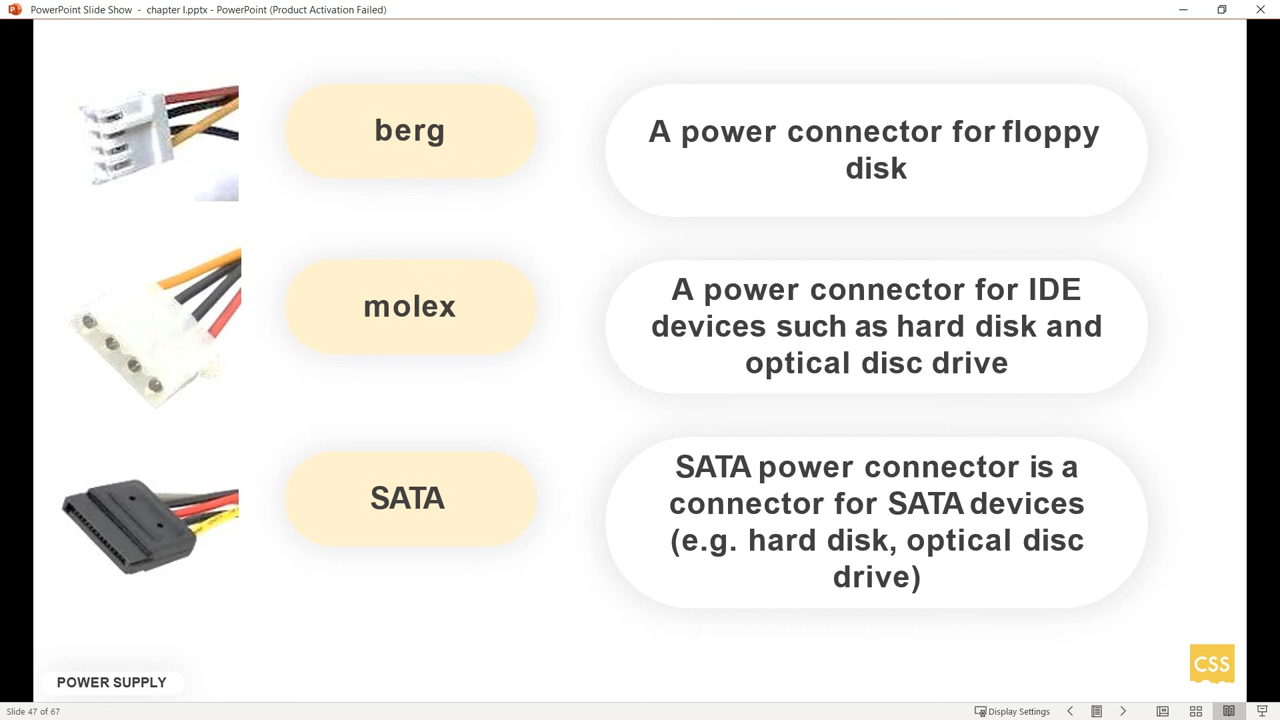 PowerPoint Slide Show - chapter I.pptx - PowerPoint (Product Activation Failed)
berg
A power connector for floppy
disk
molex
A power connector for IDE
devices such as hard disk and
optical disc drive
SATA
SATA power connector is a
connector for SATA devices
(e.g. hard disk, optical disc
drive)
POWER SUPPLY
CSS
Slide 47 of 67
Display Settings